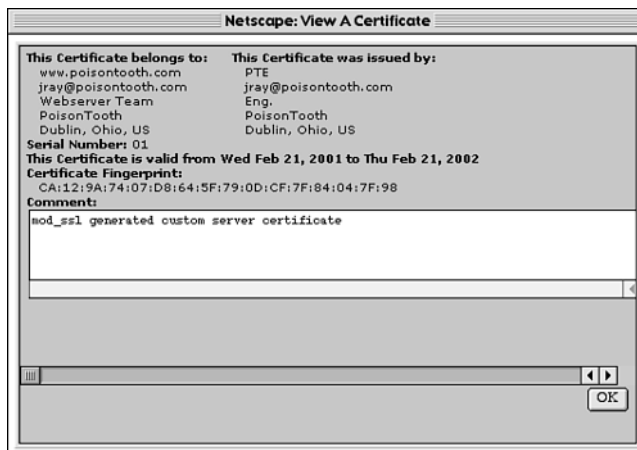 Netscape: View A Certificate
This Certificate belongs to:
www.poisontooth.com
jray@poisontooth.com
Webserver Team
PoisonTooth
Dublin, Ohio, US
This Certificate was issued by:
PTE
jray@poisontooth.com
Eng.
PoisonTooth
Dublin, Ohio, US
Serial Number: 01
This Certificate is valid from Wed Feb 21, 2001 to Thu Feb 21, 2002
Certificate Fingerprint:
CA:12:9A:74:07:D8:64:5F:79:0D:CF:7F:84:04:7F:98
Comment:
mod_ssl generated custom server certificate
OK